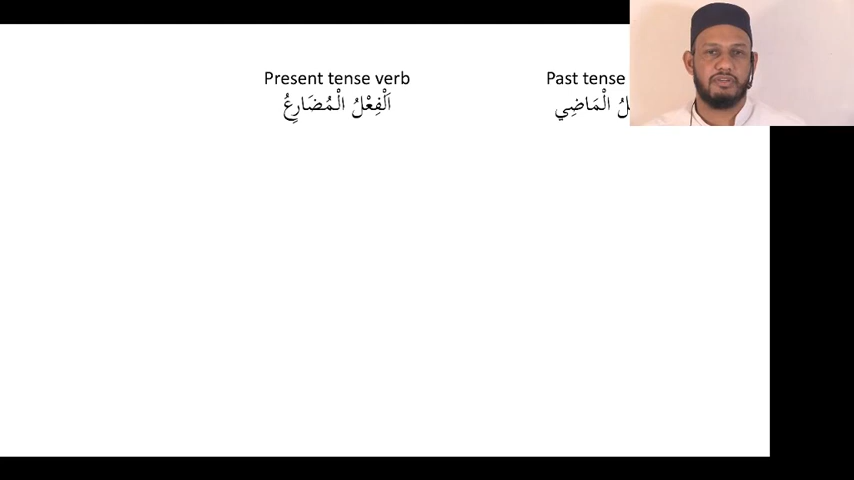 Present tense verb
اَلْفِعْلُ الْمُضَارِعُ
Past tense
الْمَاضِي